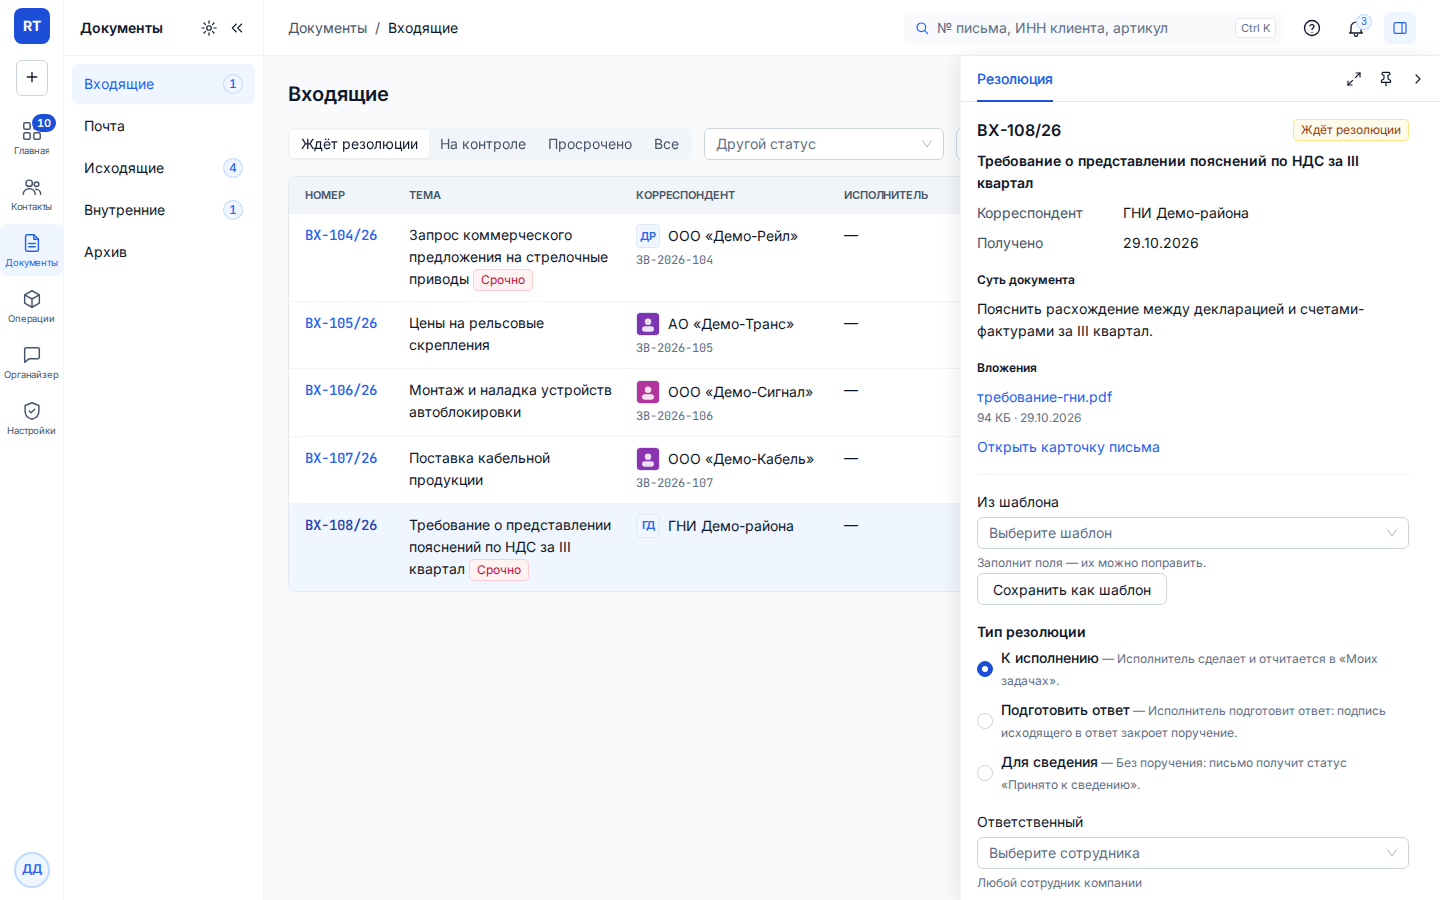 RT
Документы
Документы / Входящие
№ письма, ИНН клиента, артикул
Ctrl K
3
10
Главная
Контакты
Документы
Операции
Органайзер
Настройки
ДД
Входящие 1
Почта
Исходящие 4
Внутренние 1
Архив
Входящие
Ждёт резолюции На контроле Просрочено Все
Другой статус
НОМЕР ТЕМА КОРРЕСПОНДЕНТ ИСПОЛНИТЕЛЬ
ВХ-104/26
Запрос коммерческого
предложения на стрелочные
приводы Срочно
ДР ООО «Демо-Рейл»
ЗВ-2026-104
—
ВХ-105/26
Цены на рельсовые
скрепления
АО «Демо-Транс»
ЗВ-2026-105
—
ВХ-106/26
Монтаж и наладка устройств
автоблокировки
ООО «Демо-Сигнал»
ЗВ-2026-106
—
ВХ-107/26
Поставка кабельной
продукции
ООО «Демо-Кабель»
ЗВ-2026-107
—
ВХ-108/26
Требование о представлении
пояснений по НДС за III
квартал Срочно
ГД ГНИ Демо-района
—
Резолюция
ВХ-108/26 Ждёт резолюции
Требование о представлении пояснений по НДС за III
квартал
Корреспондент ГНИ Демо-района
Получено 29.10.2026
Суть документа
Пояснить расхождение между декларацией и счетами-
фактурами за III квартал.
Вложения
требование-гни.pdf
94 КБ · 29.10.2026
Открыть карточку письма
Из шаблона
Выберите шаблон
Заполнит поля — их можно поправить.
Сохранить как шаблон
Тип резолюции
К исполнению — Исполнитель сделает и отчитается в «Моих
задачах».
Подготовить ответ — Исполнитель подготовит ответ: подпись
исходящего в ответ закроет поручение.
Для сведения — Без поручения: письмо получит статус
«Принято к сведению».
Ответственный
Выберите сотрудника
Любой сотрудник компании